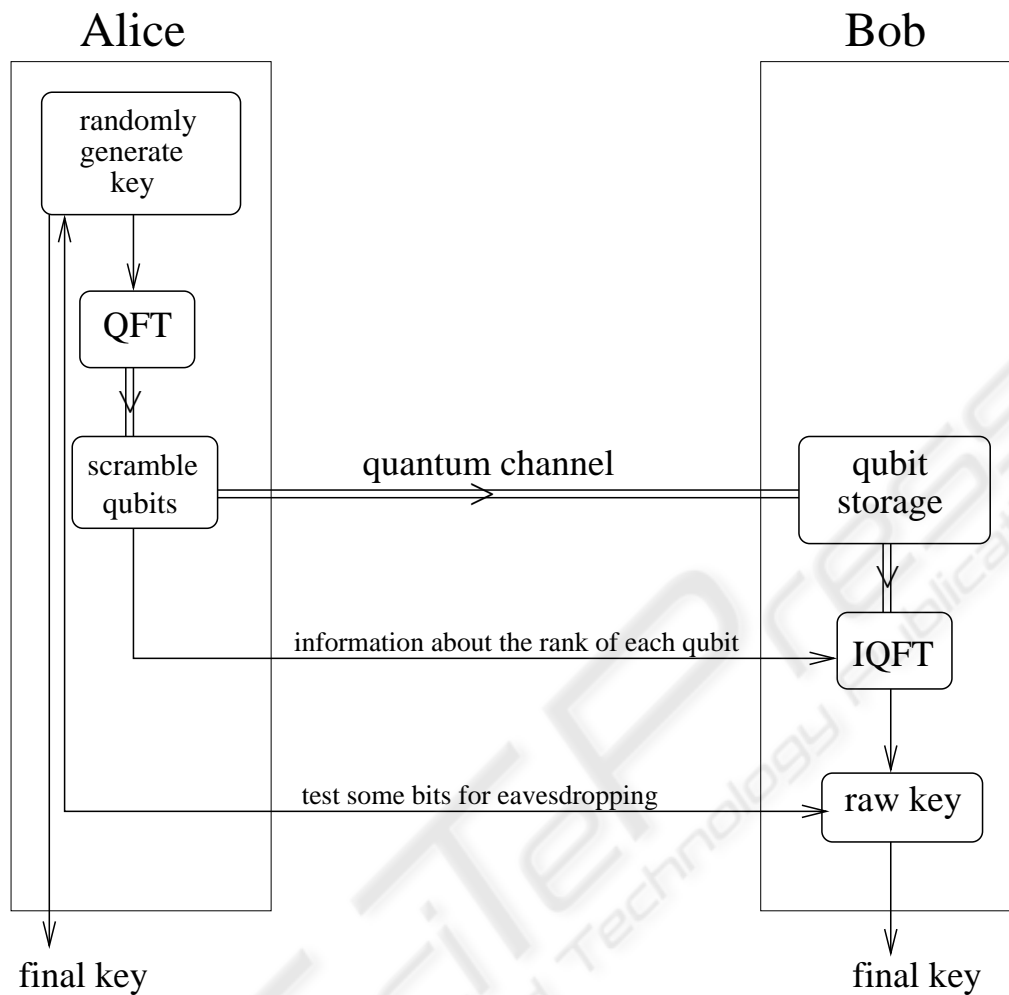 Alice
Bob
randomly
generate
key
QFT
scramble
qubits
quantum channel
qubit
storage
information about the rank of each qubit
IQFT
test some bits for eavesdropping
raw key
final key
final key